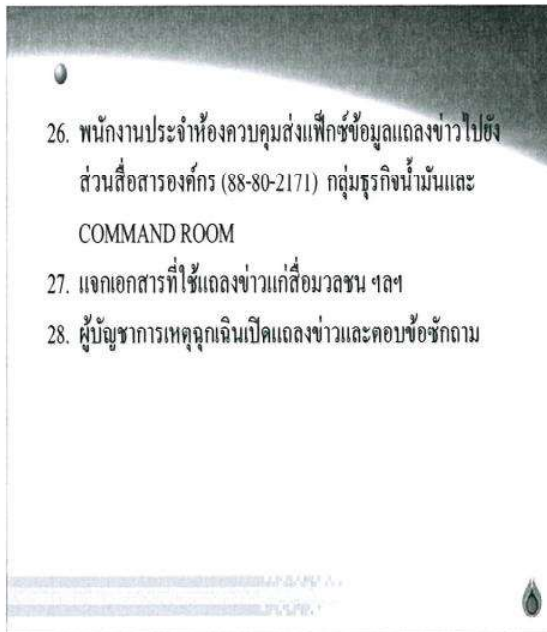 26. พนักงานประจำห้องควบคุมส่งแฟ็กซ์ข้อมูลแถลงข่าวไปยัง
ส่วนสื่อสารองค์กร (88-80-2171) กลุ่มธุรกิจน้ำมันและ
COMMAND ROOM
27. แจกเอกสารที่ใช้แถลงข่าวแก่สื่อมวลชน ฯลฯ
28. ผู้บัญชาการเหตุฉุกเฉินเปิดแถลงข่าวและตอบข้อซักถาม